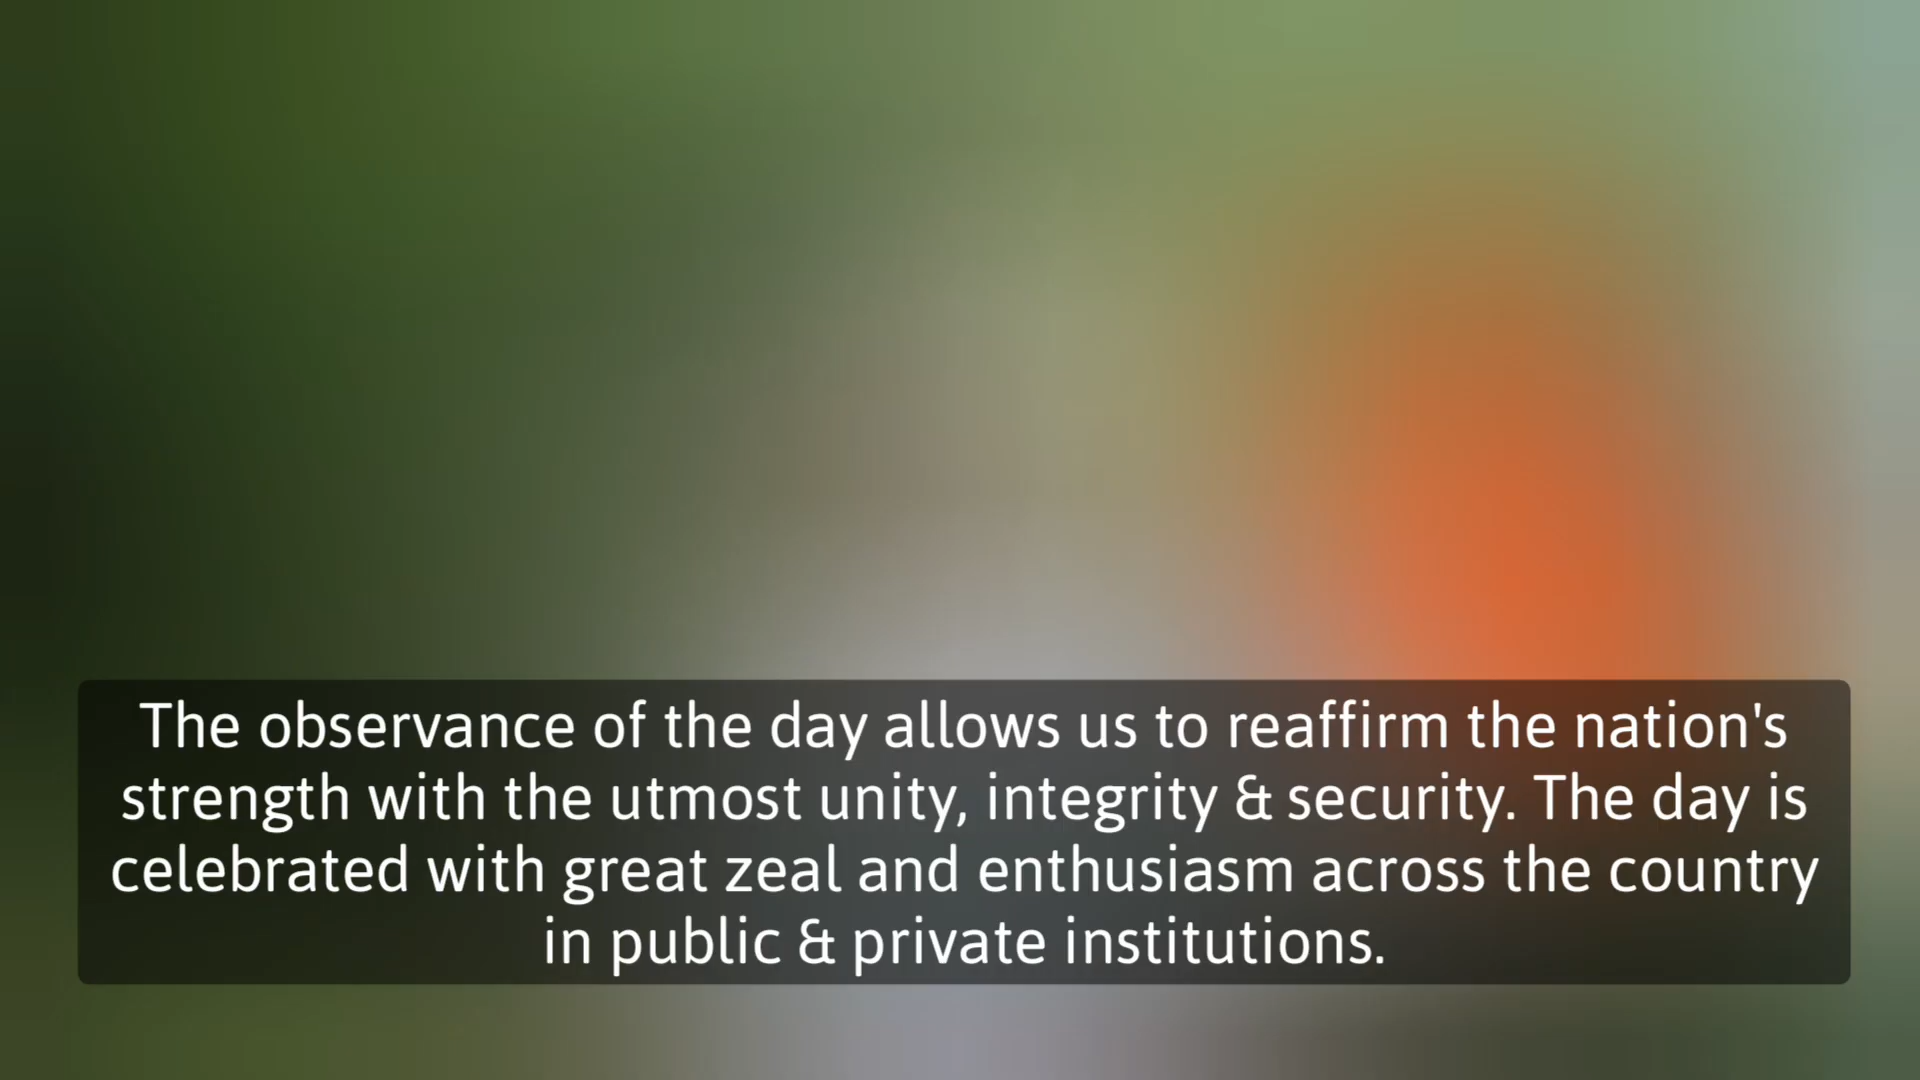 The observance of the day allows us to reaffirm the nation's
strength with the utmost unity, integrity & security. The day is
celebrated with great zeal and enthusiasm across the country
in public & private institutions.